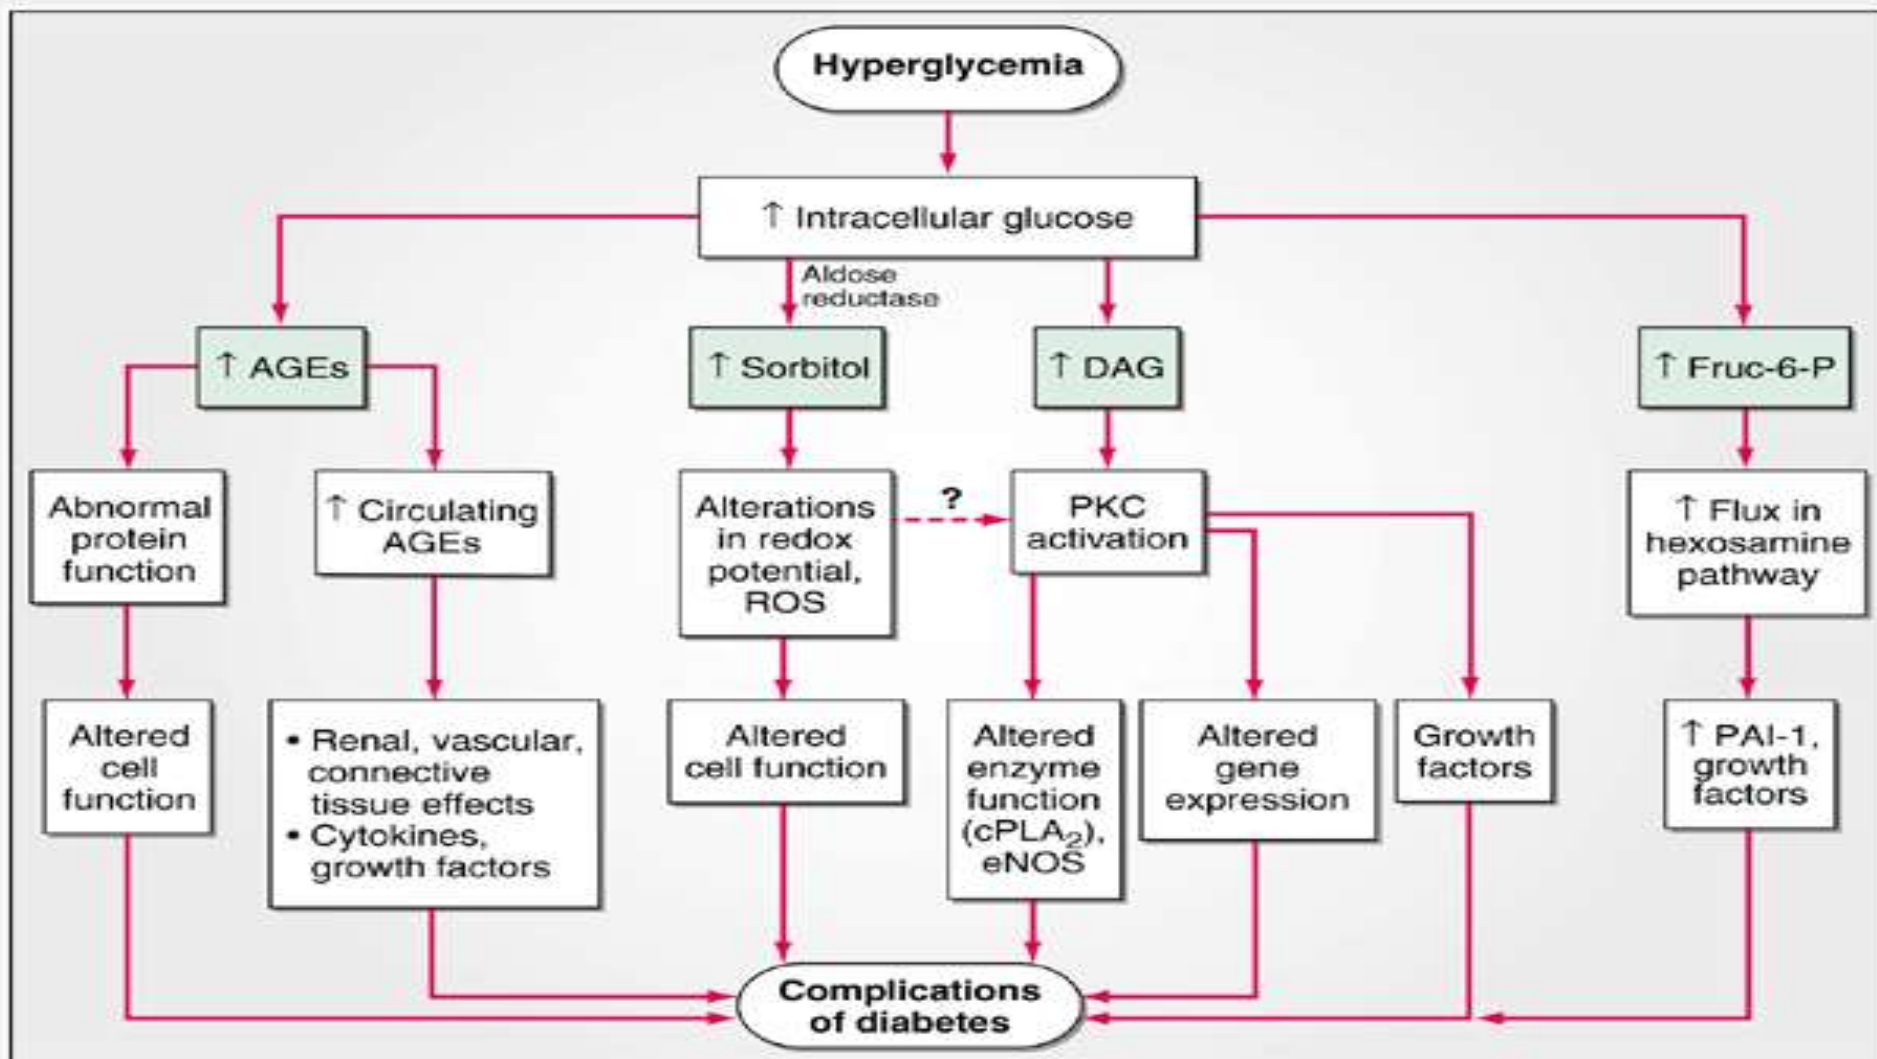 Hyperglycemia
↑ Intracellular glucose
Aldose
reductase
↑ AGEs
↑ Sorbitol
↑ DAG
↑ Fruc-6-P
Abnormal
protein
function
↑ Circulating
AGEs
Alterations
in redox
potential,
ROS
?
PKC
activation
↑ Flux in
hexosamine
pathway
Altered
cell
function
• Renal, vascular,
connective
tissue effects
• Cytokines,
growth factors
Altered
cell function
Altered
enzyme
function
(cPLA₂),
eNOS
Altered
gene
expression
Growth
factors
↑ PAI-1,
growth
factors
Complications
of diabetes